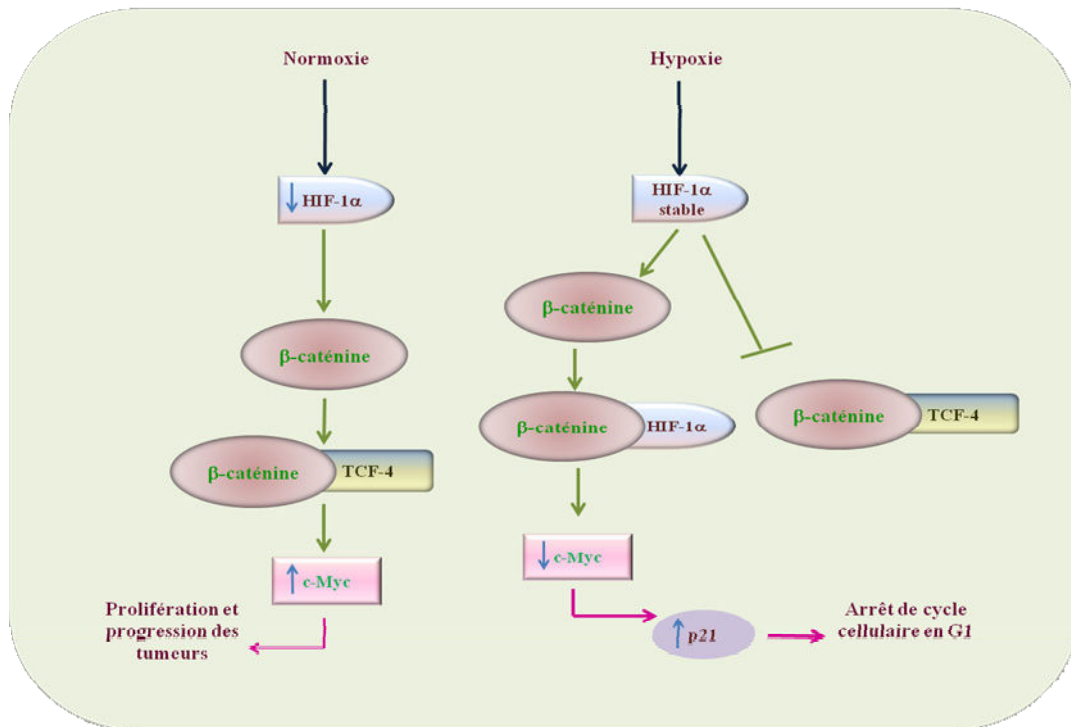 Normoxie
↓ HIF-1α
β-caténine
β-caténine
TCF-4
↑ c-Myc
Prolifération et
progression des
tumeurs
Hypoxie
HIF-1α
stable
β-caténine
β-caténine
HIF-1α
β-caténine
TCF-4
↓ c-Myc
↑ p21
Arrêt de cycle
cellulaire en G1